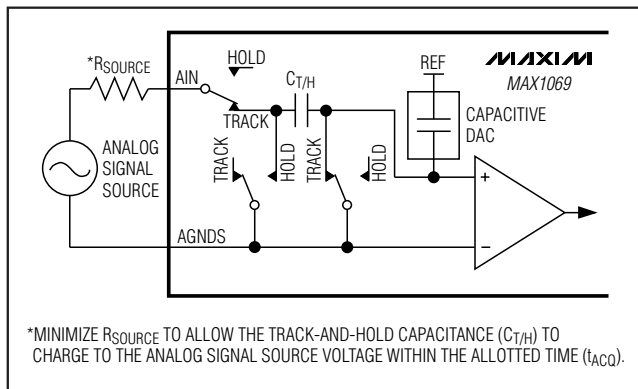 *RSOURCE
AIN
HOLD
TRACK
CT/H
REF
MAXIM
MAX1069
CAPACITIVE
DAC
ANALOG
SIGNAL
SOURCE
TRACK
HOLD
TRACK
HOLD
+
−
AGNDS
*MINIMIZE RSOURCE TO ALLOW THE TRACK-AND-HOLD CAPACITANCE (CT/H) TO
CHARGE TO THE ANALOG SIGNAL SOURCE VOLTAGE WITHIN THE ALLOTTED TIME (tACQ).